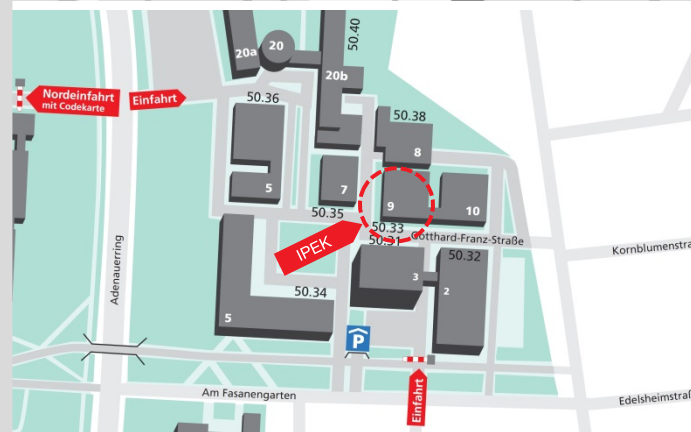 50.40
20
20a
20b
Nordeinfahrt
mit Codekarte
Einfahrt
50.36
50.38
8
5
7
9
10
50.35
50.33
Gotthard-Franz-Straße
50.31
IPEK
Kornblumenstra
50.32
3
2
Adenauerring
50.34
5
P
Am Fasanengarten
Einfahrt
Edelsheimstraß